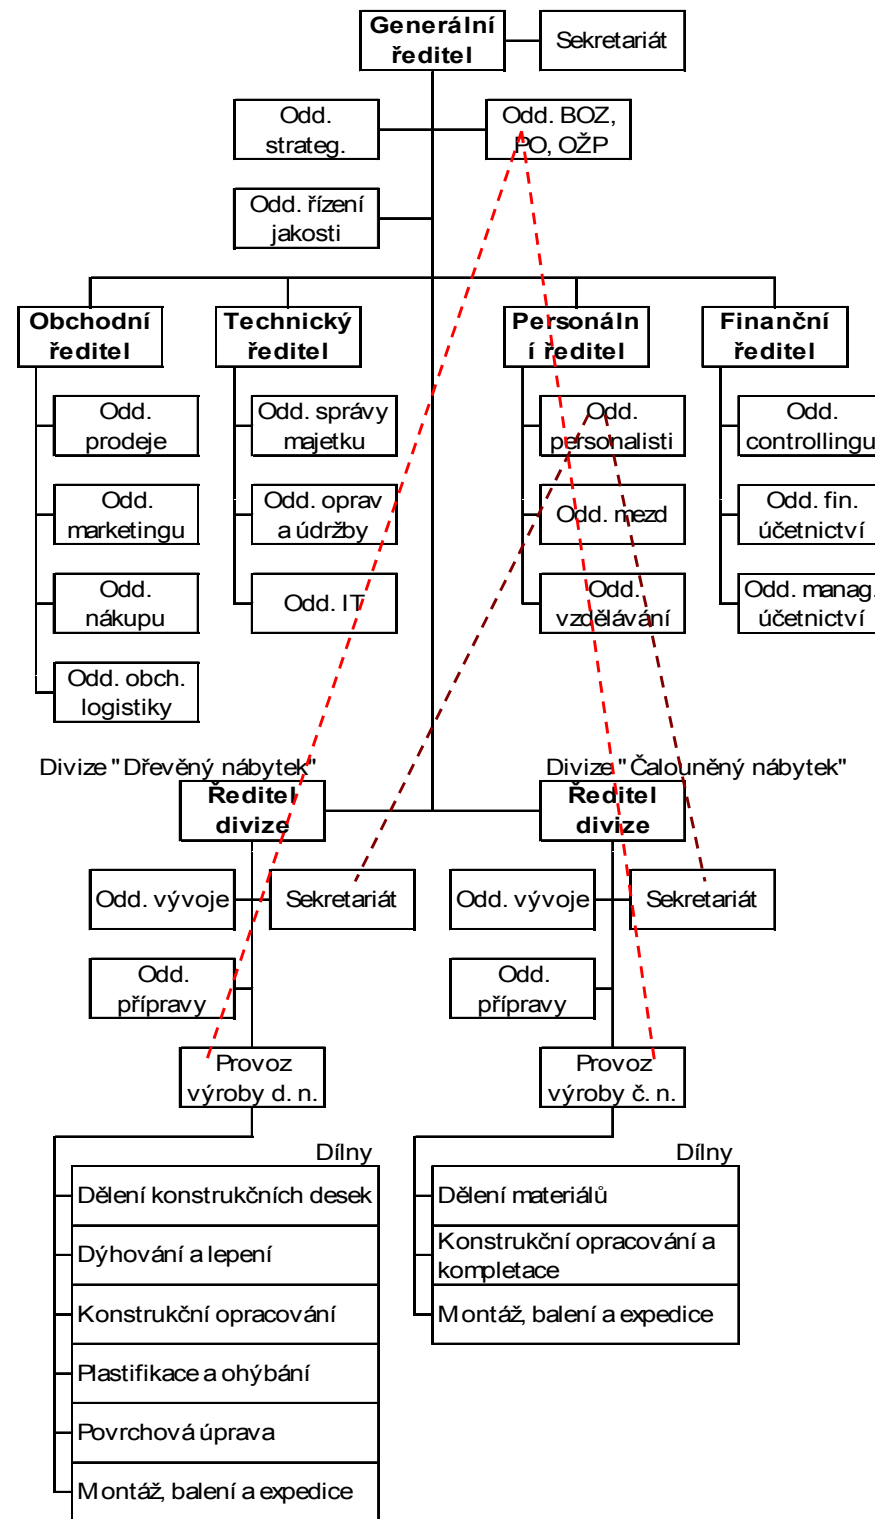 Generální
ředitel
Sekretariát
Odd.
strateg.
Odd. BOZ,
PO, OŽP
Odd. řízení
jakosti
Obchodní
ředitel
Technický
ředitel
Personáln
í ředitel
Finanční
ředitel
Odd.
prodeje
Odd. správy
majetku
Odd.
personalisti
Odd.
controllingu
Odd.
marketingu
Odd. oprav
a údržby
Odd. mezd
Odd. fin.
účetnictví
Odd.
nákupu
Odd. IT
Odd.
vzdělávání
Odd. manag.
účetnictví
Odd. obch.
logistiky
Divize "Dřevěný nábytek"
Divize "Čalouněný nábytek"
Ředitel
divize
Ředitel
divize
Odd. vývoje
Sekretariát
Odd. vývoje
Sekretariát
Odd.
přípravy
Odd.
přípravy
Provoz
výroby d. n.
Provoz
výroby č. n.
Dílny
Dělení konstrukčních desek
Dýhování a lepení
Konstrukční opracování
Plastifikace a ohýbání
Povrchová úprava
Montáž, balení a expedice
Dílny
Dělení materiálů
Konstrukční opracování a
kompletace
Montáž, balení a expedice